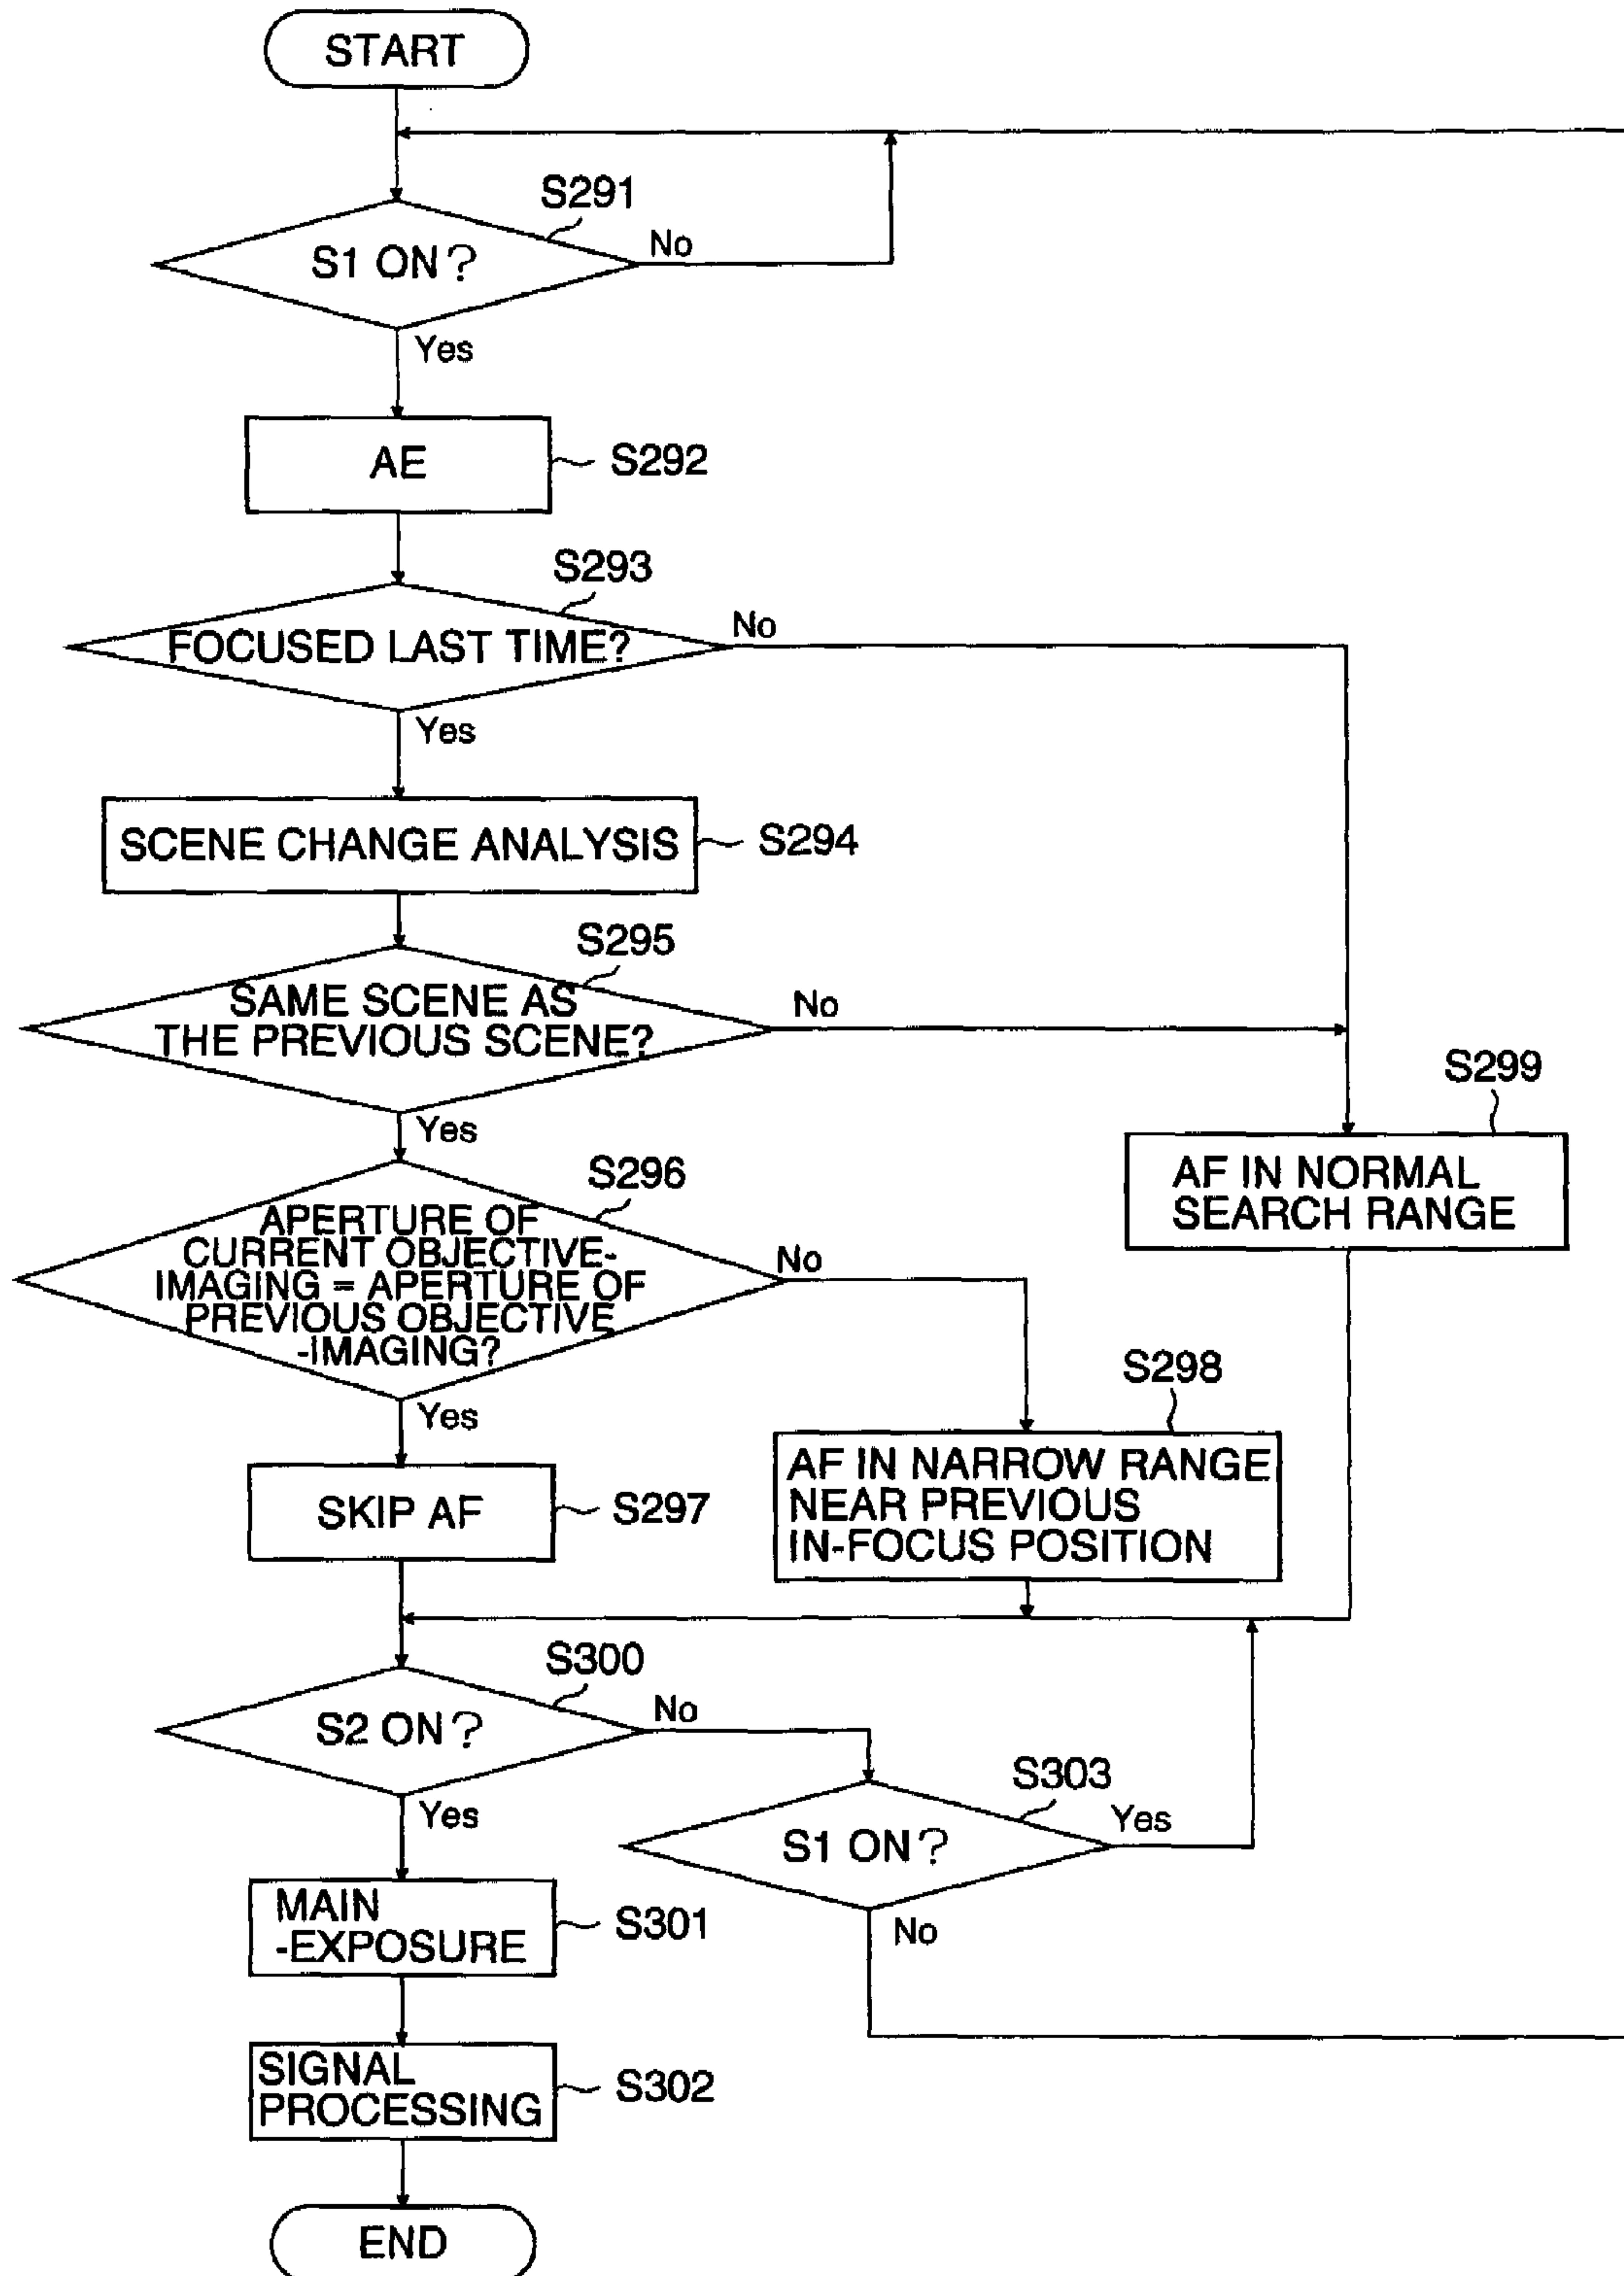 START
S291
S1 ON?
No
Yes
AE
S292
S293
FOCUSED LAST TIME?
No
Yes
SCENE CHANGE ANALYSIS
S294
S295
SAME SCENE AS
THE PREVIOUS SCENE?
No
Yes
S299
AF IN NORMAL
SEARCH RANGE
S296
APERTURE OF
CURRENT OBJECTIVE-
IMAGING = APERTURE OF
PREVIOUS OBJECTIVE
-IMAGING?
No
Yes
S298
AF IN NARROW RANGE
NEAR PREVIOUS
IN-FOCUS POSITION
SKIP AF
S297
S300
S2 ON?
No
Yes
S303
S1 ON?
Yes
No
MAIN
-EXPOSURE
S301
SIGNAL
PROCESSING
S302
END